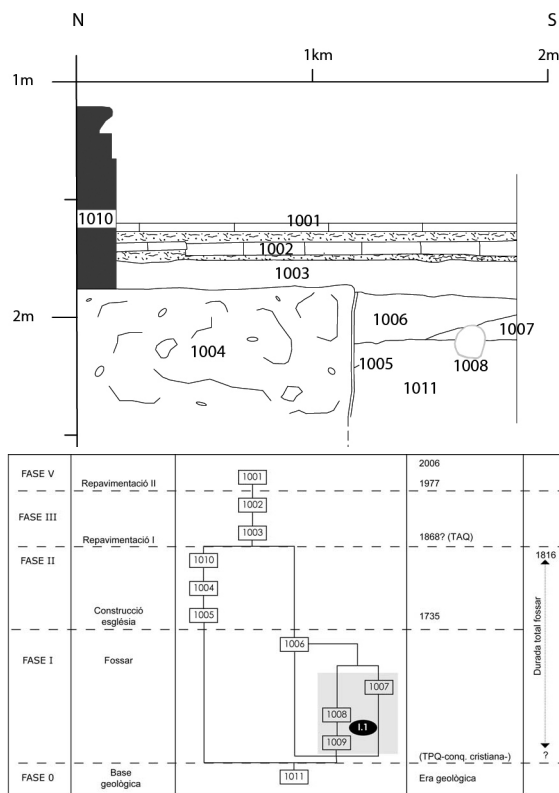 N S
1m 1km 2m
1010 1001
1002
1003
2m 1006 1007
1004 1005 1008
1011
2006
FASE V 1001
Repavimentació II 1977
1002
FASE III
1003
Repavimentació I 1868? (TAQ)
FASE II 1010 1816
1004
Construcció
església 1005 1735
1006
FASE I Fossar
1007
1008
I.1
1009
Durada total fossar
(TPQ-conq. cristiana-) ?
FASE 0 Base
geològica 1011 Era geològica